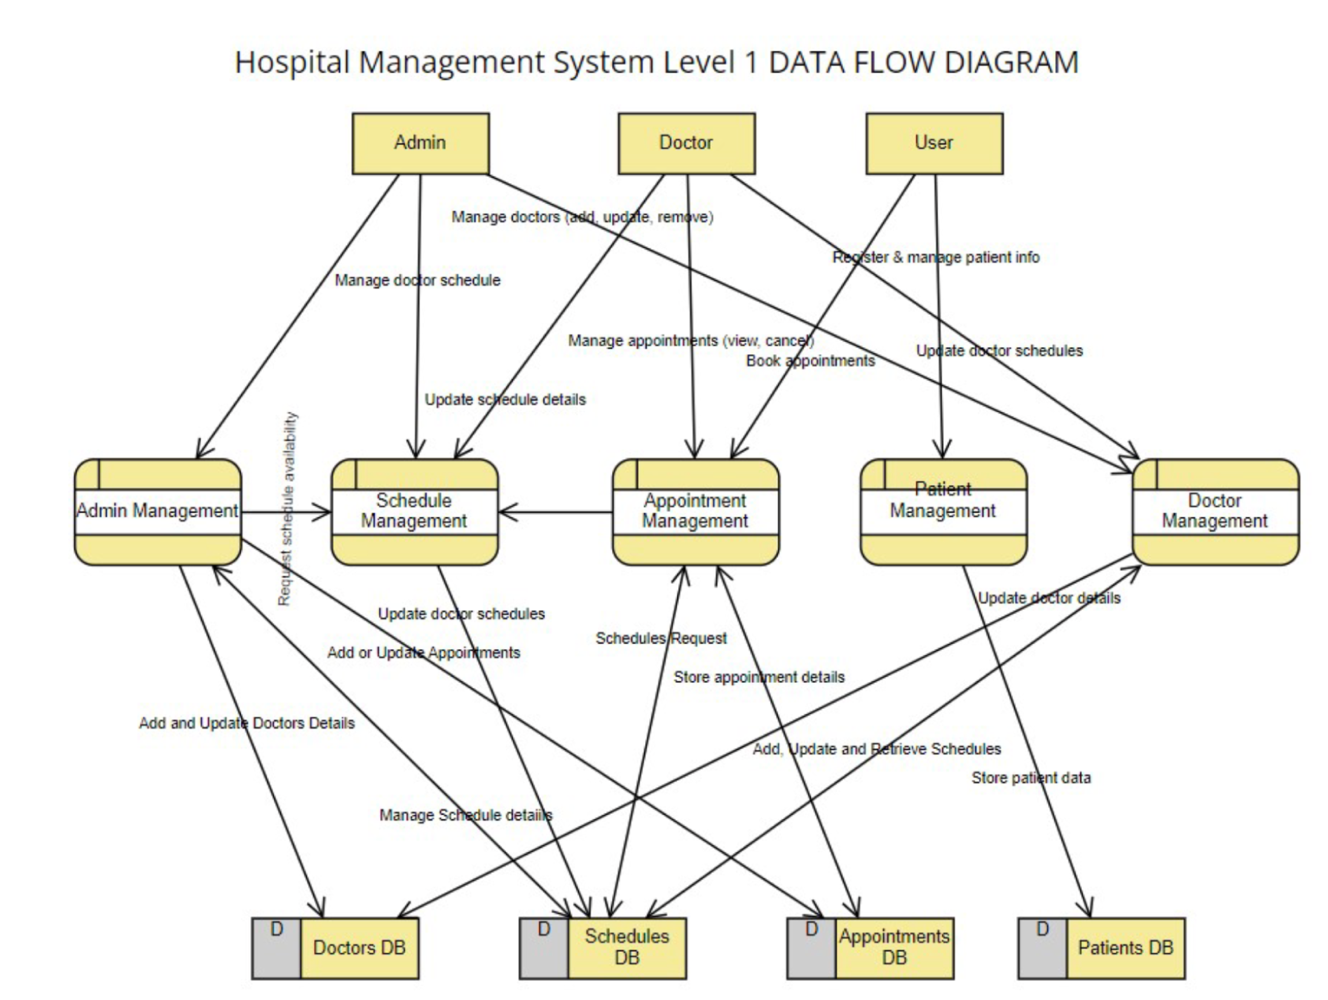 Hospital Management System Level 1 DATA FLOW DIAGRAM
Admin
Doctor
User
Manage doctors (add, update, remove)
Register & manage patient info
Manage doctor schedule
Manage appointments (view, cancel)
Update doctor schedules
Book appointments
Update schedule details
Request schedule availability
Admin Management
Schedule
Management
Appointment
Management
Patient
Management
Doctor
Management
Update doctor details
Update doctor schedules
Schedules Request
Add or Update Appointments
Store appointment details
Add and Update Doctors Details
Add, Update and Retrieve Schedules
Store patient data
Manage Schedule detaiils
D
Doctors DB
D
Schedules
DB
D
Appointments
DB
D
Patients DB